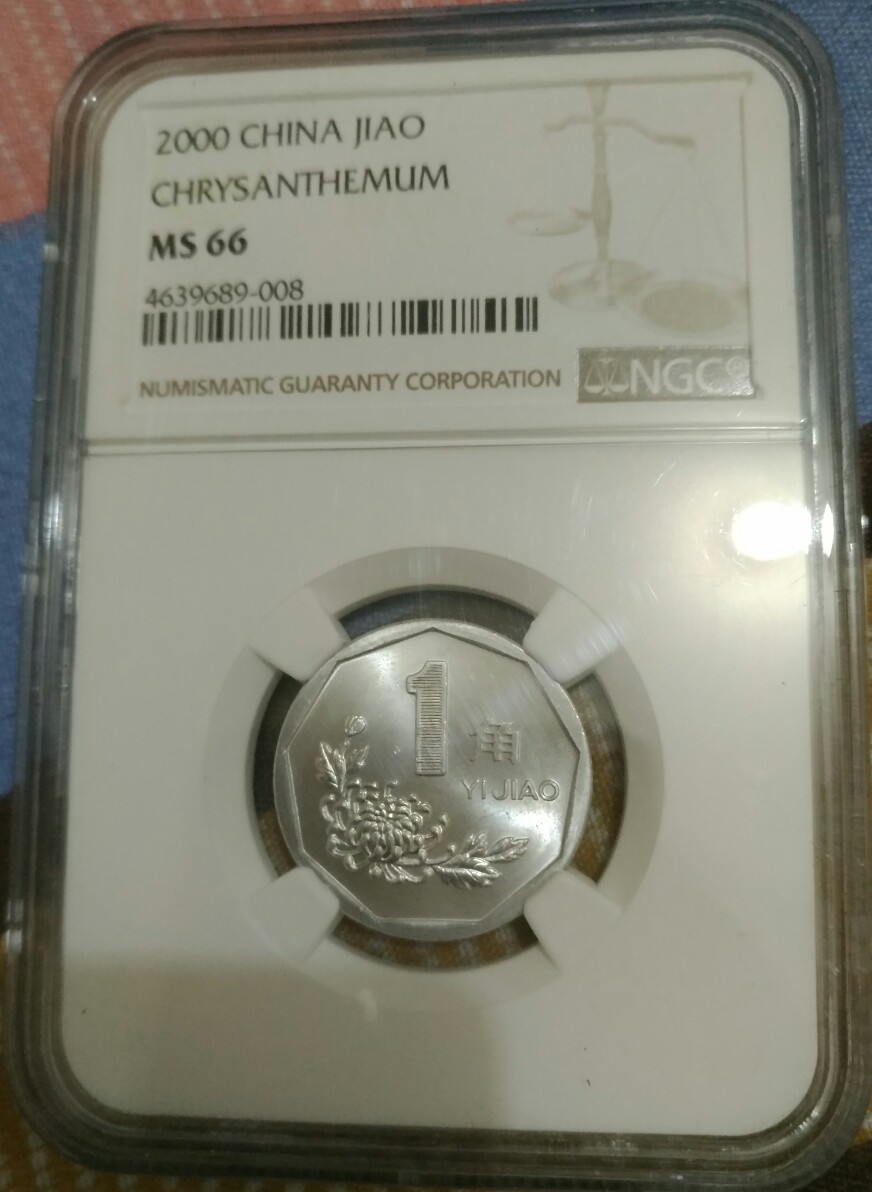 2000 CHINA JIAO
CHRYSANTHEMUM
MS 66
4639689-008
NUMISMATIC GUARANTY CORPORATION
NGC®
1
角
YI JIAO